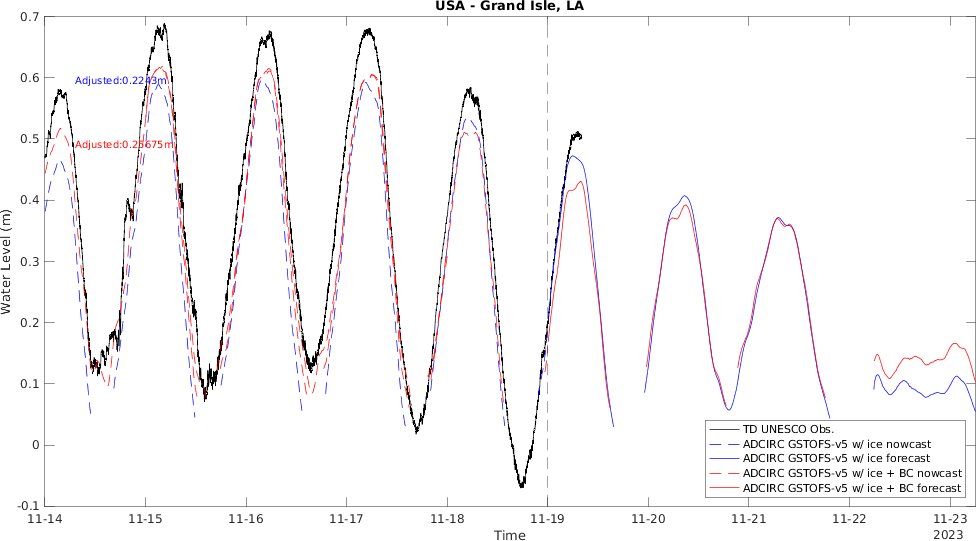 USA - Grand Isle, LA
0.7
0.6
0.5
0.4
0.3
0.2
0.1
0
-0.1
Water Level (m)
Adjusted:0.2243m
Adjusted:0.25675m
TD UNESCO Obs.
ADCIRC GSTOFS-v5 w/ ice nowcast
ADCIRC GSTOFS-v5 w/ ice forecast
ADCIRC GSTOFS-v5 w/ ice + BC nowcast
ADCIRC GSTOFS-v5 w/ ice + BC forecast
11-14 11-15 11-16 11-17 11-18 11-19 11-20 11-21 11-22 11-23
Time
2023